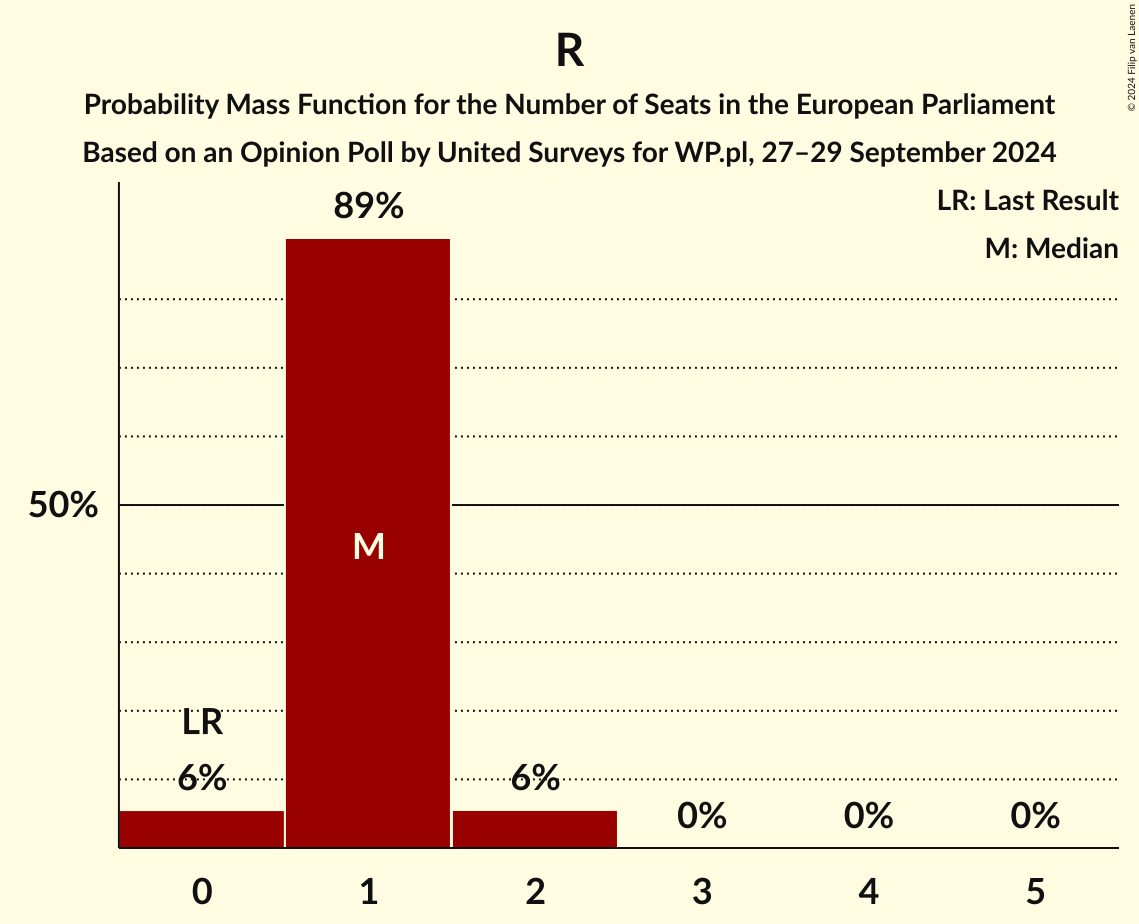 R
Probability Mass Function for the Number of Seats in the European Parliament
Based on an Opinion Poll by United Surveys for WP.pl, 27–29 September 2024
© 2024 Filip van Laenen
LR: Last Result
M: Median
89%
50%
M
LR
6%
6%
0%
0%
0%
0
1
2
3
4
5